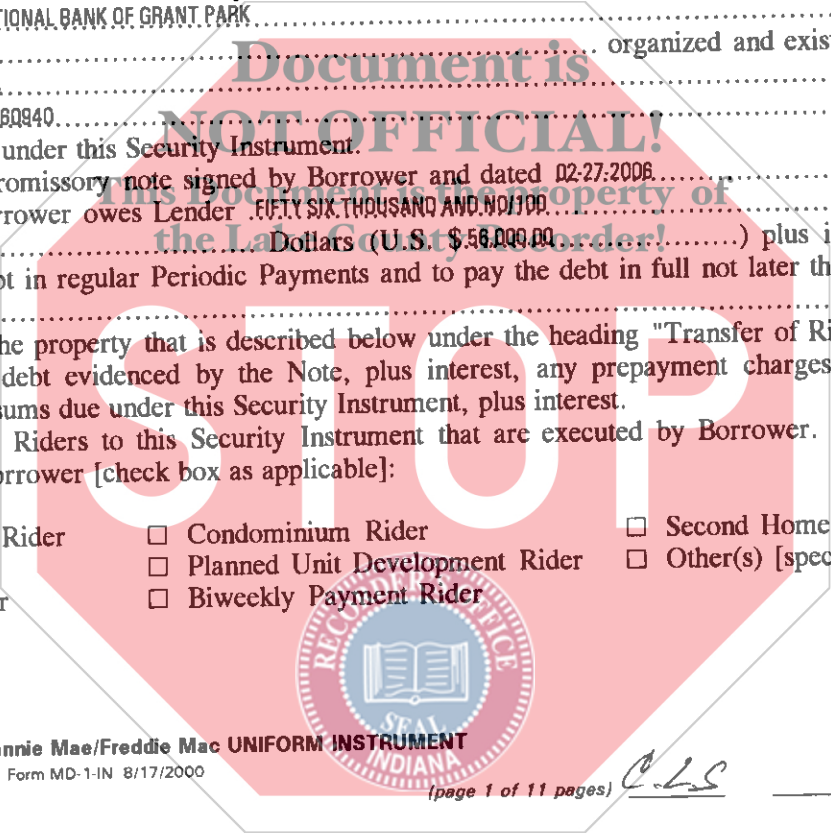 TIONAL BANK OF GRANT PARK
organized and exis
Document is
60940
NOT OFFICIAL!
under this Security Instrument.
romissory note signed by Borrower and dated 02-27-2006
This Document is the property of
rrower owes Lender FIFTY SIX THOUSAND AND NO/100
the Lake County Recorder!
Dollars (U.S. $ 56,000.00 ) plus i
ot in regular Periodic Payments and to pay the debt in full not later th
STOP
he property that is described below under the heading "Transfer of Ri
debt evidenced by the Note, plus interest, any prepayment charges
sums due under this Security Instrument, plus interest.
Riders to this Security Instrument that are executed by Borrower.
orrower [check box as applicable]:
Rider □ Condominium Rider □ Second Home
□ Planned Unit Development Rider □ Other(s) [spec
r □ Biweekly Payment Rider
RECORDER'S OFFICE
SEAL
INDIANA
nnie Mae/Freddie Mac UNIFORM INSTRUMENT
Form MD-1-IN 8/17/2000
(page 1 of 11 pages) C.L.S